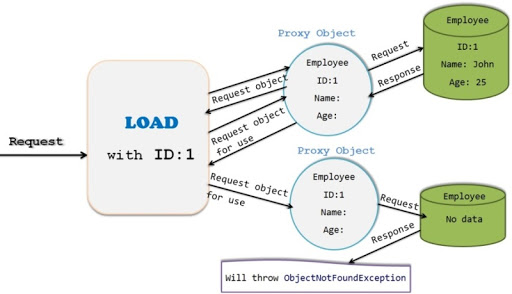 Proxy Object
Employee
ID:1
Name:
Age:
Request
Response
Employee
ID:1
Name: John
Age: 25
Request object
Request object
for use
Request
LOAD
with ID:1
Proxy Object
Employee
ID:1
Name:
Age:
Request object
for use
Request
Response
Employee
No data
Will throw ObjectNotFoundException